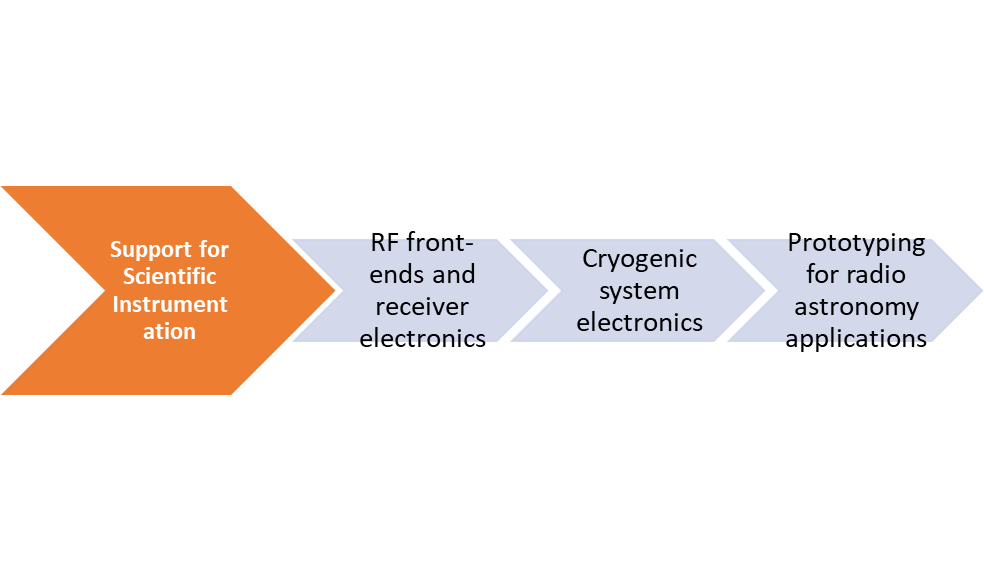 Support for
Scientific
Instrument
ation
RF front-
ends and
receiver
electronics
Cryogenic
system
electronics
Prototyping
for radio
astronomy
applications